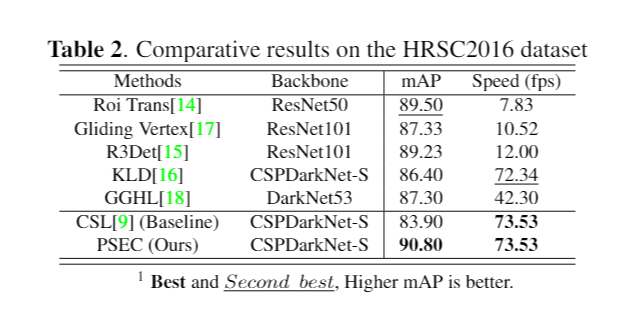 Table 2. Comparative results on the HRSC2016 dataset
Methods Backbone mAP Speed (fps)
Roi Trans[14] ResNet50 89.50 7.83
Gliding Vertex[17] ResNet101 87.33 10.52
R3Det[15] ResNet101 89.23 12.00
KLD[16] CSPDarkNet-S 86.40 72.34
GGHL[18] DarkNet53 87.30 42.30
CSL[9] (Baseline) CSPDarkNet-S 83.90 73.53
PSEC (Ours) CSPDarkNet-S 90.80 73.53
1 Best and Second best, Higher mAP is better.